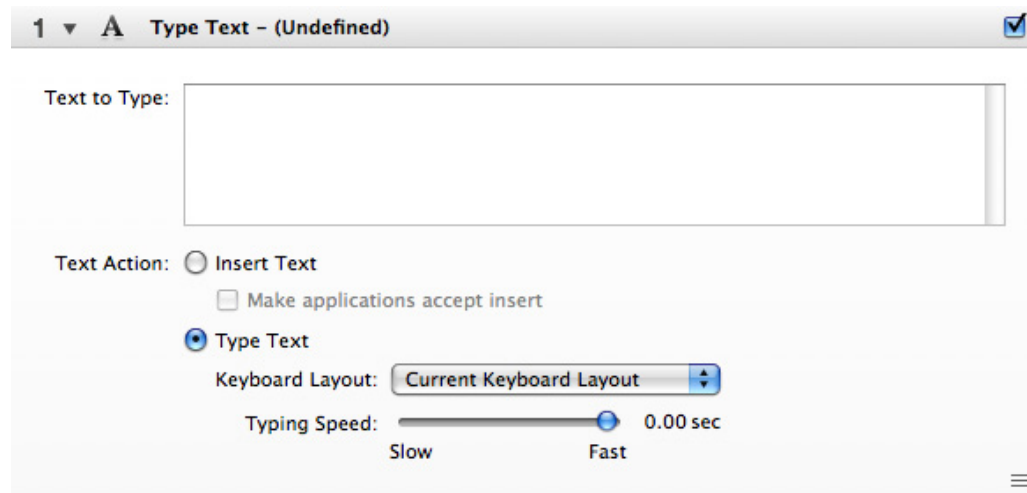 1 A Type Text – (Undefined)
Text to Type:
Text Action: Insert Text
Make applications accept insert
Type Text
Keyboard Layout: Current Keyboard Layout
Typing Speed: 0.00 sec
Slow Fast